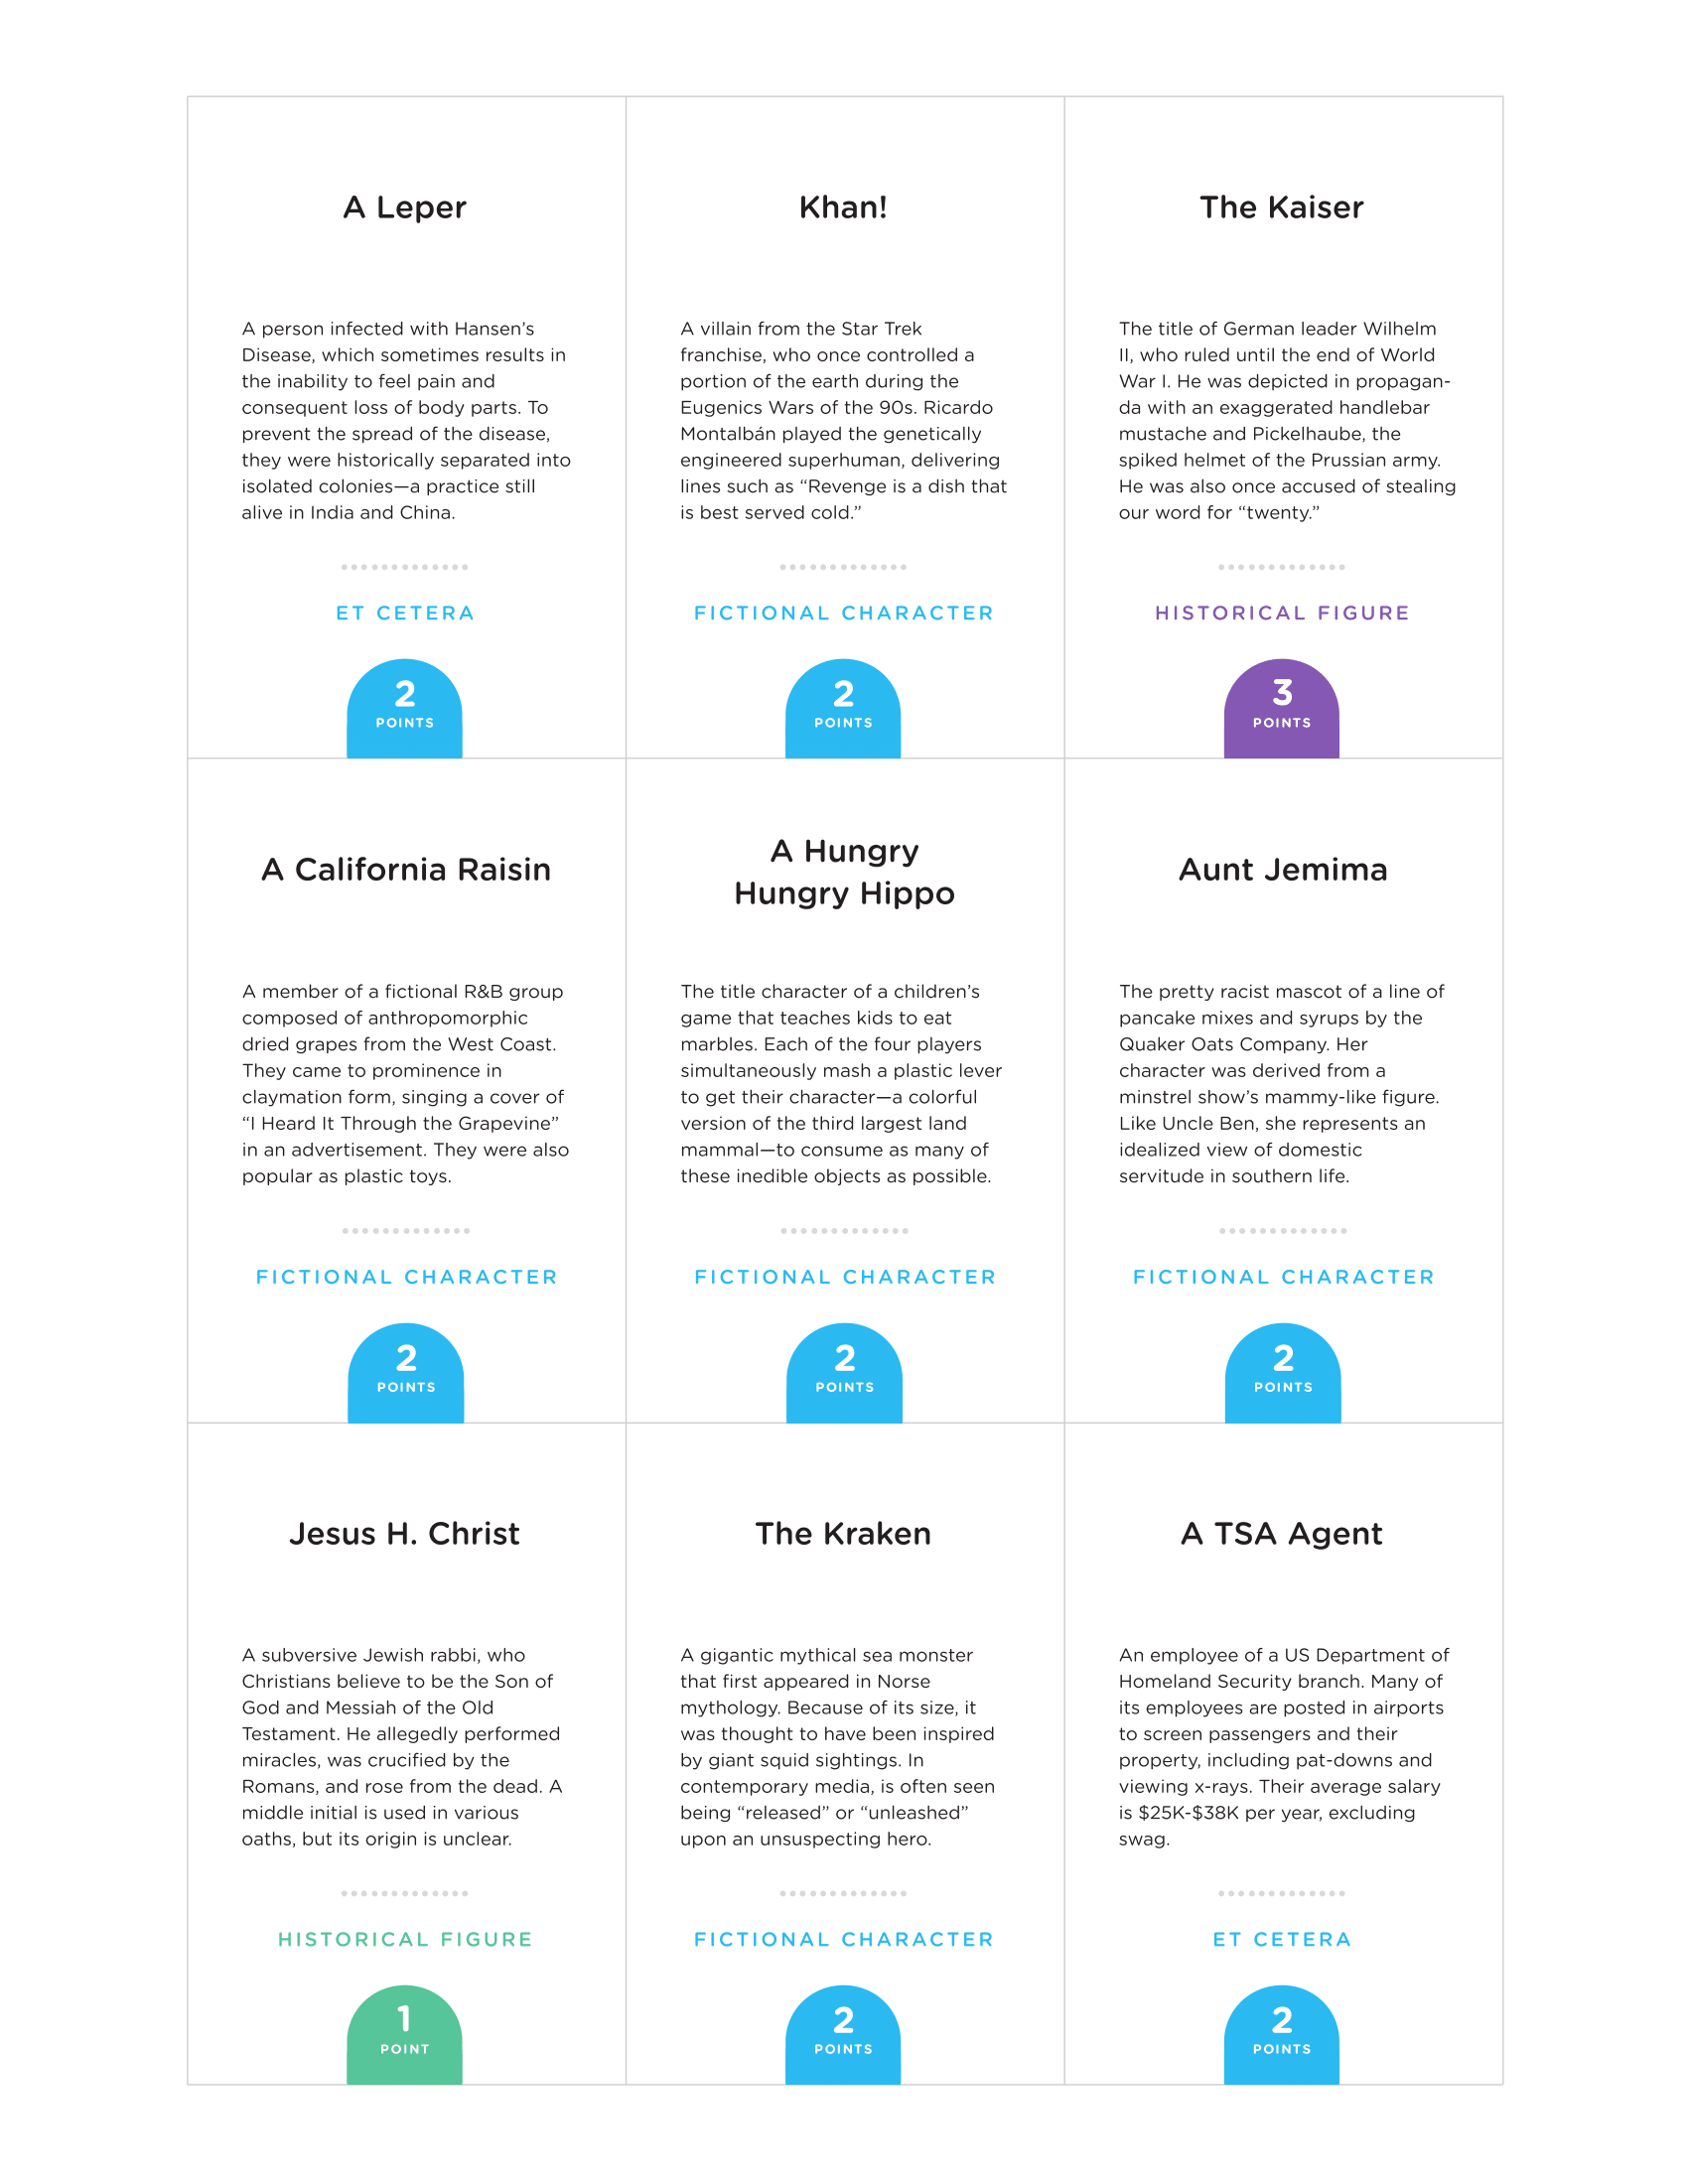 A Leper
A person infected with Hansen’s
Disease, which sometimes results in
the inability to feel pain and
consequent loss of body parts. To
prevent the spread of the disease,
they were historically separated into
isolated colonies—a practice still
alive in India and China.
ET CETERA
2
POINTS
Khan!
A villain from the Star Trek
franchise, who once controlled a
portion of the earth during the
Eugenics Wars of the 90s. Ricardo
Montalbán played the genetically
engineered superhuman, delivering
lines such as “Revenge is a dish that
is best served cold.”
FICTIONAL CHARACTER
2
POINTS
The Kaiser
The title of German leader Wilhelm
II, who ruled until the end of World
War I. He was depicted in propagan-
da with an exaggerated handlebar
mustache and Pickelhaube, the
spiked helmet of the Prussian army.
He was also once accused of stealing
our word for “twenty.”
HISTORICAL FIGURE
3
POINTS
A California Raisin
A member of a fictional R&B group
composed of anthropomorphic
dried grapes from the West Coast.
They came to prominence in
claymation form, singing a cover of
“I Heard It Through the Grapevine”
in an advertisement. They were also
popular as plastic toys.
FICTIONAL CHARACTER
2
POINTS
A Hungry
Hungry Hippo
The title character of a children’s
game that teaches kids to eat
marbles. Each of the four players
simultaneously mash a plastic lever
to get their character—a colorful
version of the third largest land
mammal—to consume as many of
these inedible objects as possible.
FICTIONAL CHARACTER
2
POINTS
Aunt Jemima
The pretty racist mascot of a line of
pancake mixes and syrups by the
Quaker Oats Company. Her
character was derived from a
minstrel show’s mammy-like figure.
Like Uncle Ben, she represents an
idealized view of domestic
servitude in southern life.
FICTIONAL CHARACTER
2
POINTS
Jesus H. Christ
A subversive Jewish rabbi, who
Christians believe to be the Son of
God and Messiah of the Old
Testament. He allegedly performed
miracles, was crucified by the
Romans, and rose from the dead. A
middle initial is used in various
oaths, but its origin is unclear.
HISTORICAL FIGURE
1
POINT
The Kraken
A gigantic mythical sea monster
that first appeared in Norse
mythology. Because of its size, it
was thought to have been inspired
by giant squid sightings. In
contemporary media, is often seen
being “released” or “unleashed”
upon an unsuspecting hero.
FICTIONAL CHARACTER
2
POINTS
A TSA Agent
An employee of a US Department of
Homeland Security branch. Many of
its employees are posted in airports
to screen passengers and their
property, including pat-downs and
viewing x-rays. Their average salary
is $25K-$38K per year, excluding
swag.
ET CETERA
2
POINTS